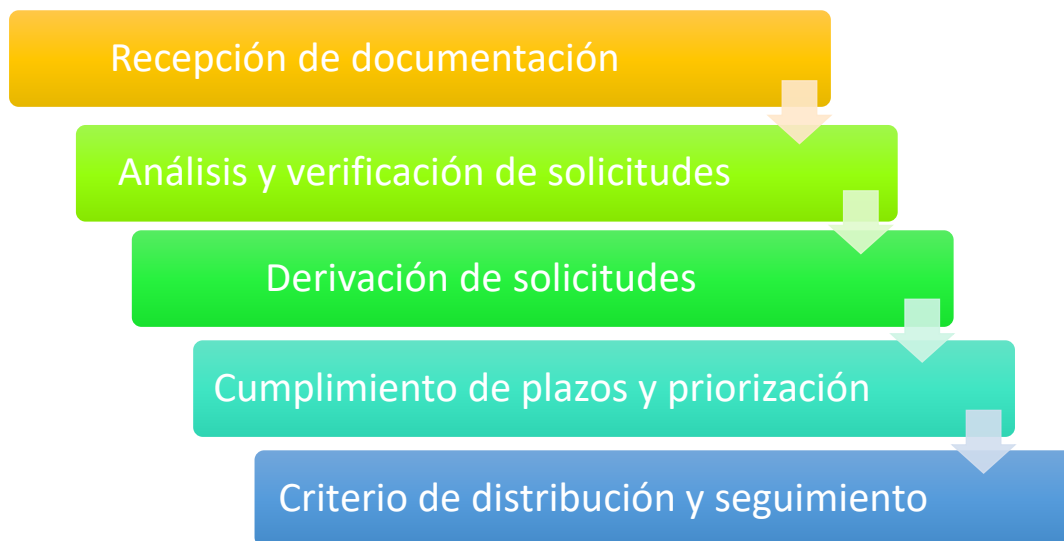 Recepción de documentación
Análisis y verificación de solicitudes
Derivación de solicitudes
Cumplimiento de plazos y priorización
Criterio de distribución y seguimiento